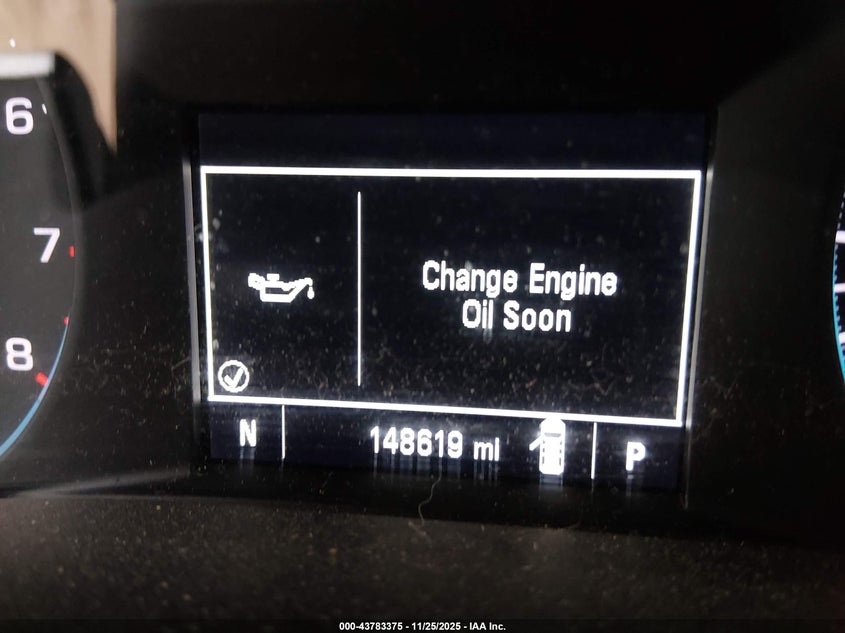 6
7
8
Change Engine
Oil Soon
N 148619 mi P
000-43783375 - 11/25/2025 - IAA Inc.